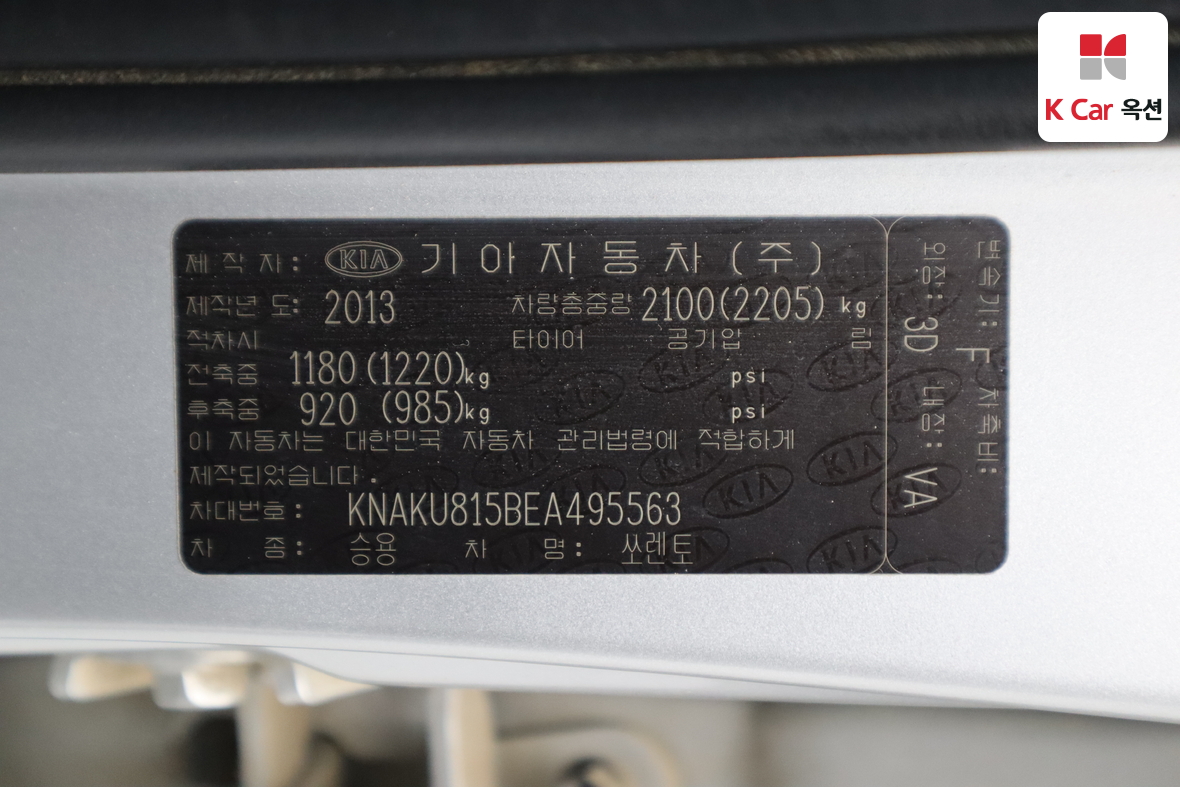 K Car 옥션
제 작 자 : KIA 기 아 자 동 차 ( 주 )
제작년 도: 2013 차량총중량 2100(2205) kg
적차시 타이어 공기압 림
전축중 1180 (1220)kg psi
후축중 920 (985)kg psi
이 자동차는 대한민국 자동차 관리법령에 적합하게
제작되었습니다.
차대번호 : KNAKU815BEA495563
차 종 : 승용 차 명 : 쏘렌토
변속기: F 차축비:
외장: 3D 내장: VA